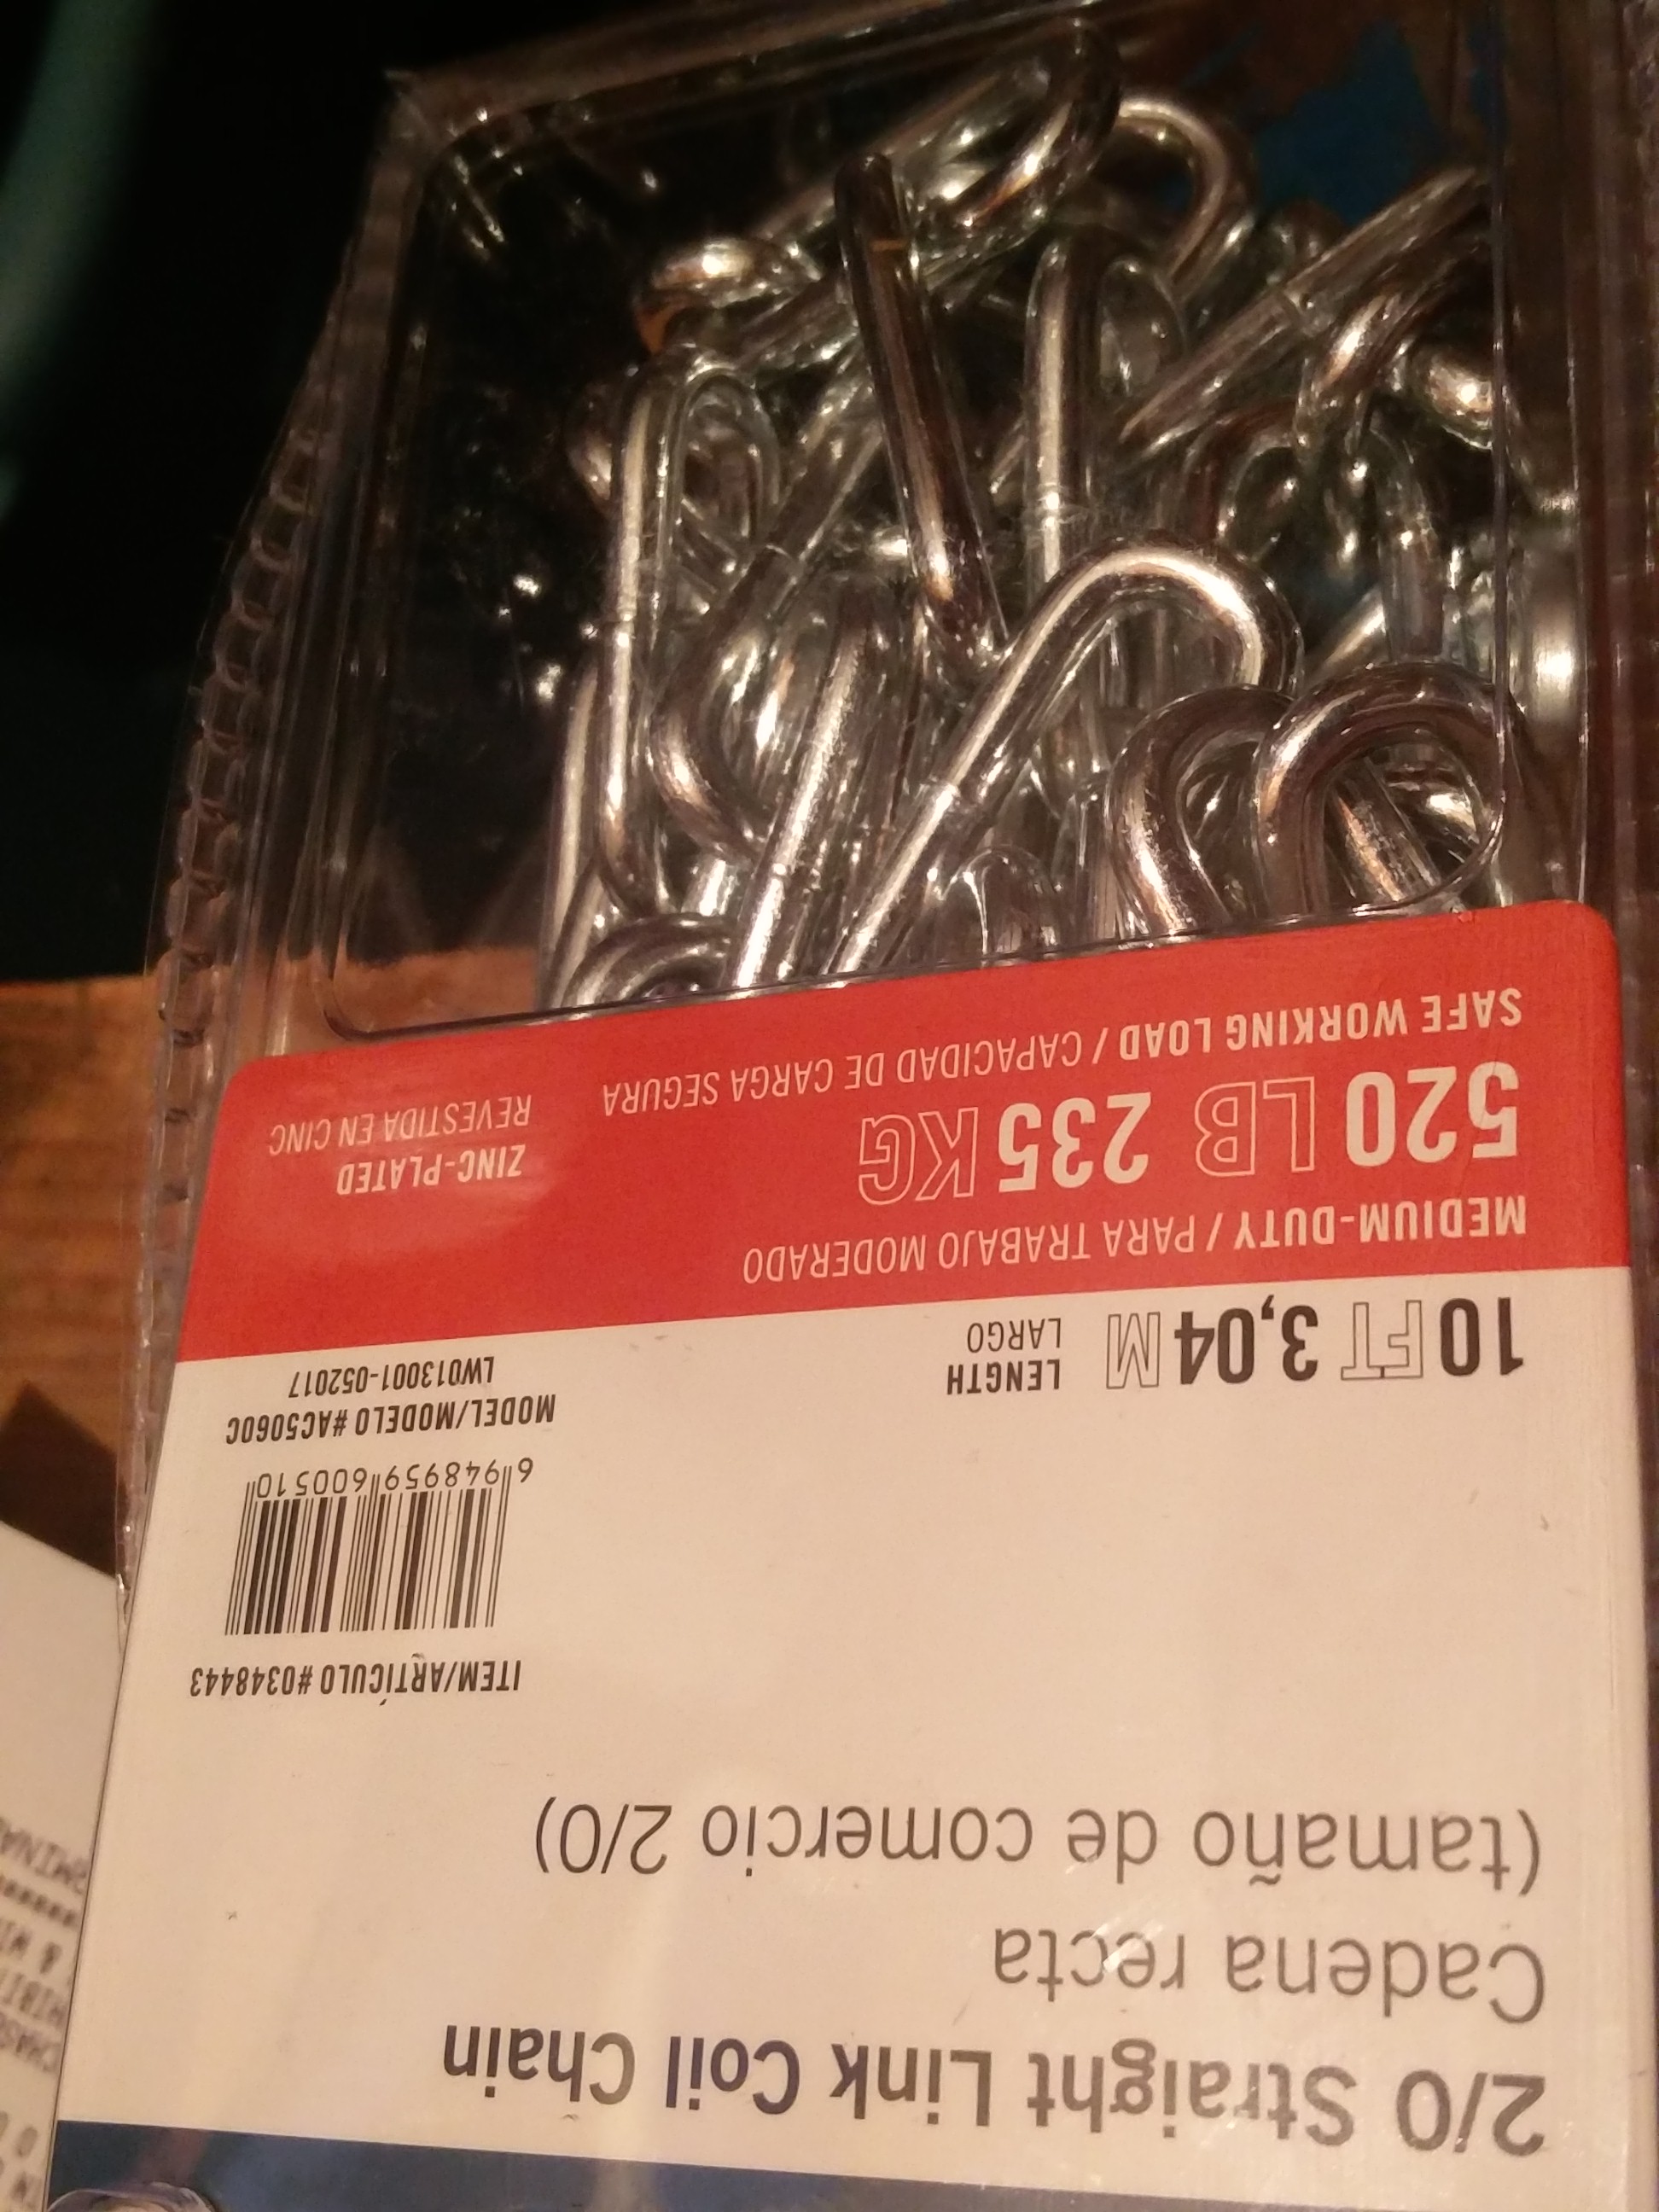 2/0 Straight Link Coil Chain
Cadena recta
(tamaño de comercio 2/0)
ITEM/ARTÍCULO #0348443
6 948959 600510
MODEL/MODELO #AC5060C
LW013001-052017
10 FT 3,04 M LENGTH
LARGO
MEDIUM-DUTY / PARA TRABAJO MODERADO
520 LB 235 KG
SAFE WORKING LOAD / CAPACIDAD DE CARGA SEGURA
ZINC-PLATED
REVESTIDA EN CINC